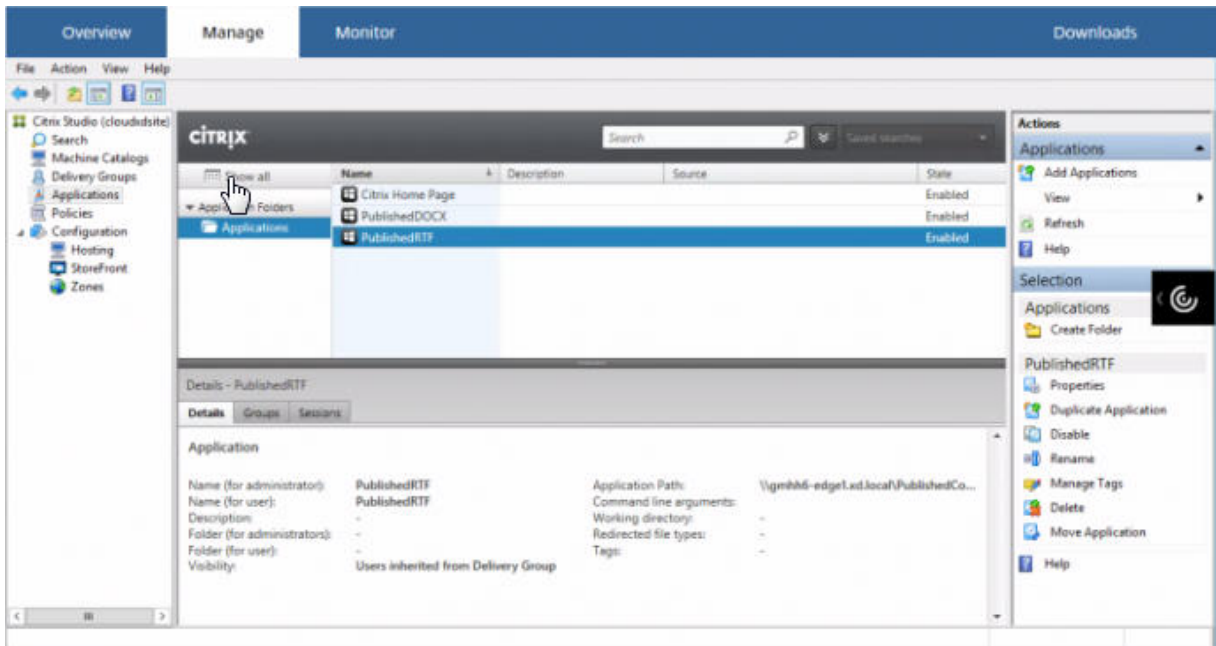 Overview Manage Monitor Downloads
File Action View Help
Citrix Studio (cloudxdsite)
Search
Machine Catalogs
Delivery Groups
Applications
Policies
Configuration
Hosting
StoreFront
Zones
CİTRIX
Search
Saved searches
Show all
Application Folders
Applications
Name Description Source State
Citrix Home Page Enabled
PublishedDOCX Enabled
PublishedRTF Enabled
Details - PublishedRTF
Details Groups Sessions
Application
Name (for administrator): PublishedRTF
Name (for user): PublishedRTF
Description: -
Folder (for administrators): -
Folder (for user): -
Visibility: Users inherited from Delivery Group
Application Path: \\gmhh6-edge1.xd.local\PublishedCo...
Command line arguments:
Working directory: -
Redirected file types: -
Tags: -
Actions
Applications
Add Applications
View
Refresh
Help
Selection
Applications
Create Folder
PublishedRTF
Properties
Duplicate Application
Disable
Rename
Manage Tags
Delete
Move Application
Help